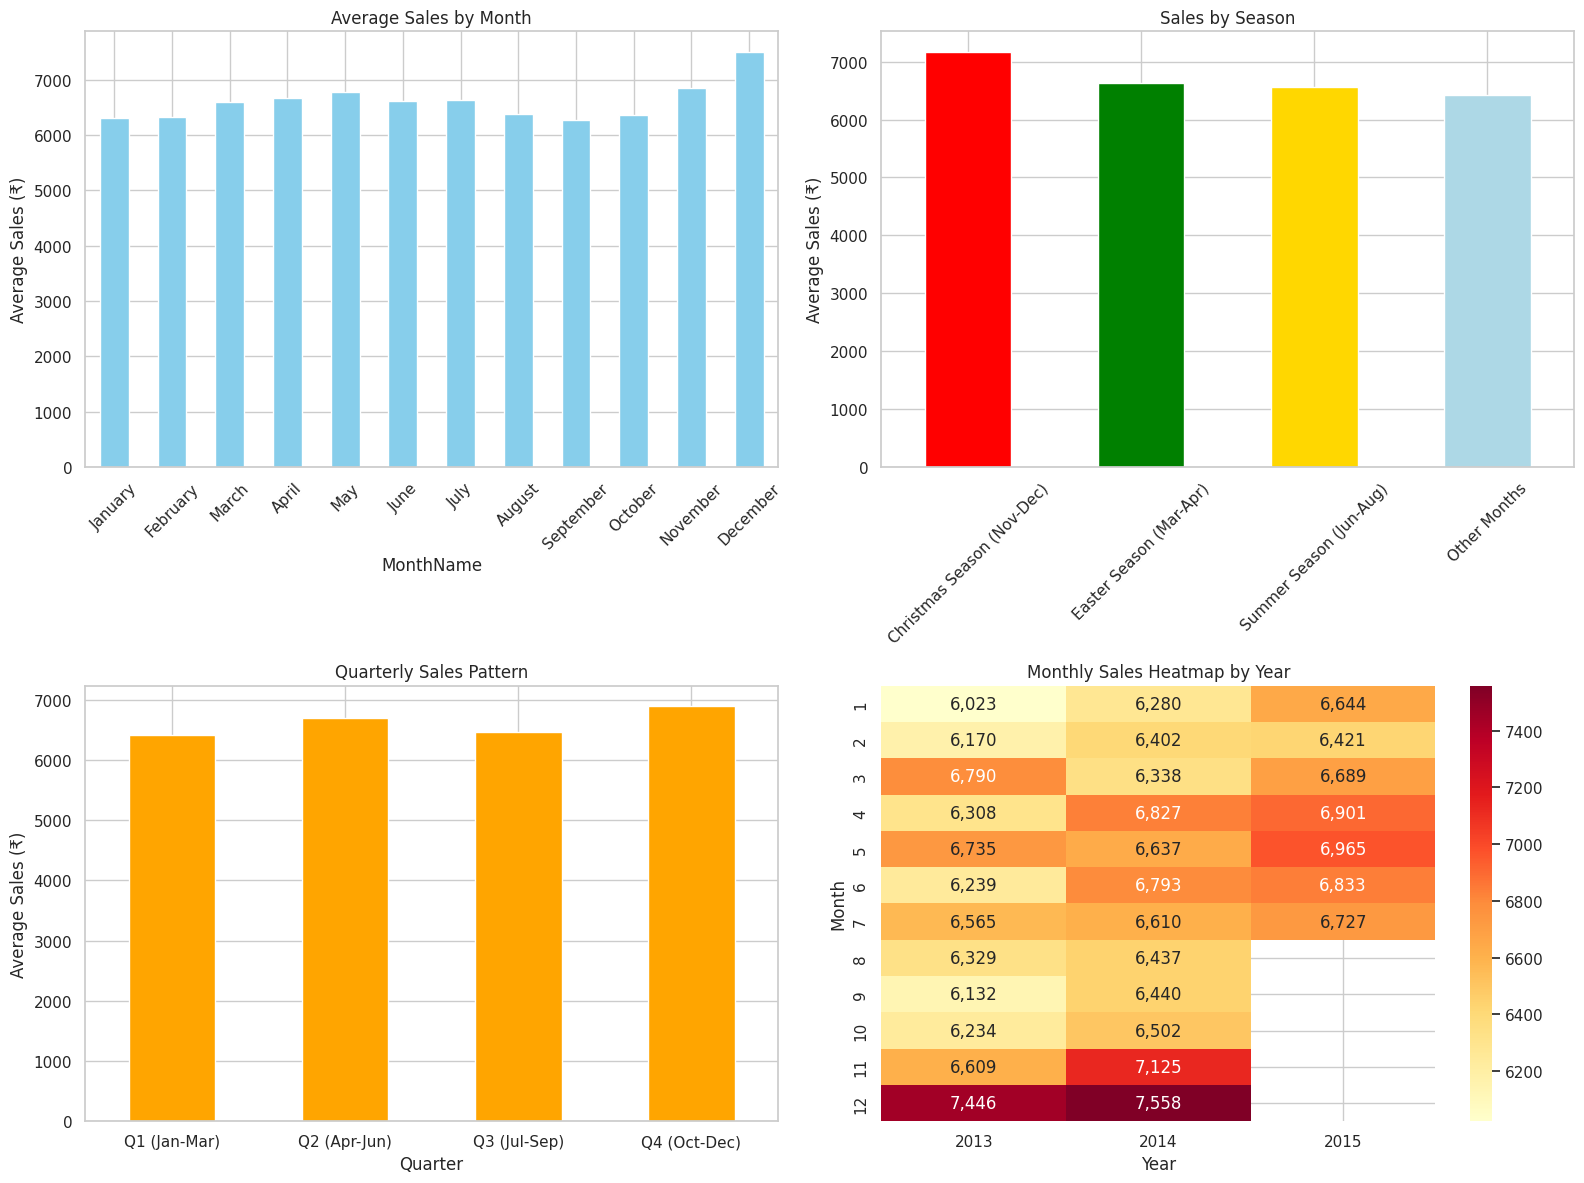 Average Sales by Month
Average Sales (₹)
7000
6000
5000
4000
3000
2000
1000
0
January
February
March
April
May
June
July
August
September
October
November
December
MonthName
Sales by Season
Average Sales (₹)
7000
6000
5000
4000
3000
2000
1000
0
Christmas Season (Nov-Dec)
Easter Season (Mar-Apr)
Summer Season (Jun-Aug)
Other Months
Quarterly Sales Pattern
Average Sales (₹)
7000
6000
5000
4000
3000
2000
1000
0
Q1 (Jan-Mar) Q2 (Apr-Jun) Q3 (Jul-Sep) Q4 (Oct-Dec)
Quarter
Monthly Sales Heatmap by Year
Month
1 6,023 6,280 6,644
2 6,170 6,402 6,421
3 6,790 6,338 6,689
4 6,308 6,827 6,901
5 6,735 6,637 6,965
6 6,239 6,793 6,833
7 6,565 6,610 6,727
8 6,329 6,437
9 6,132 6,440
10 6,234 6,502
11 6,609 7,125
12 7,446 7,558
2013 2014 2015
Year
7400
7200
7000
6800
6600
6400
6200